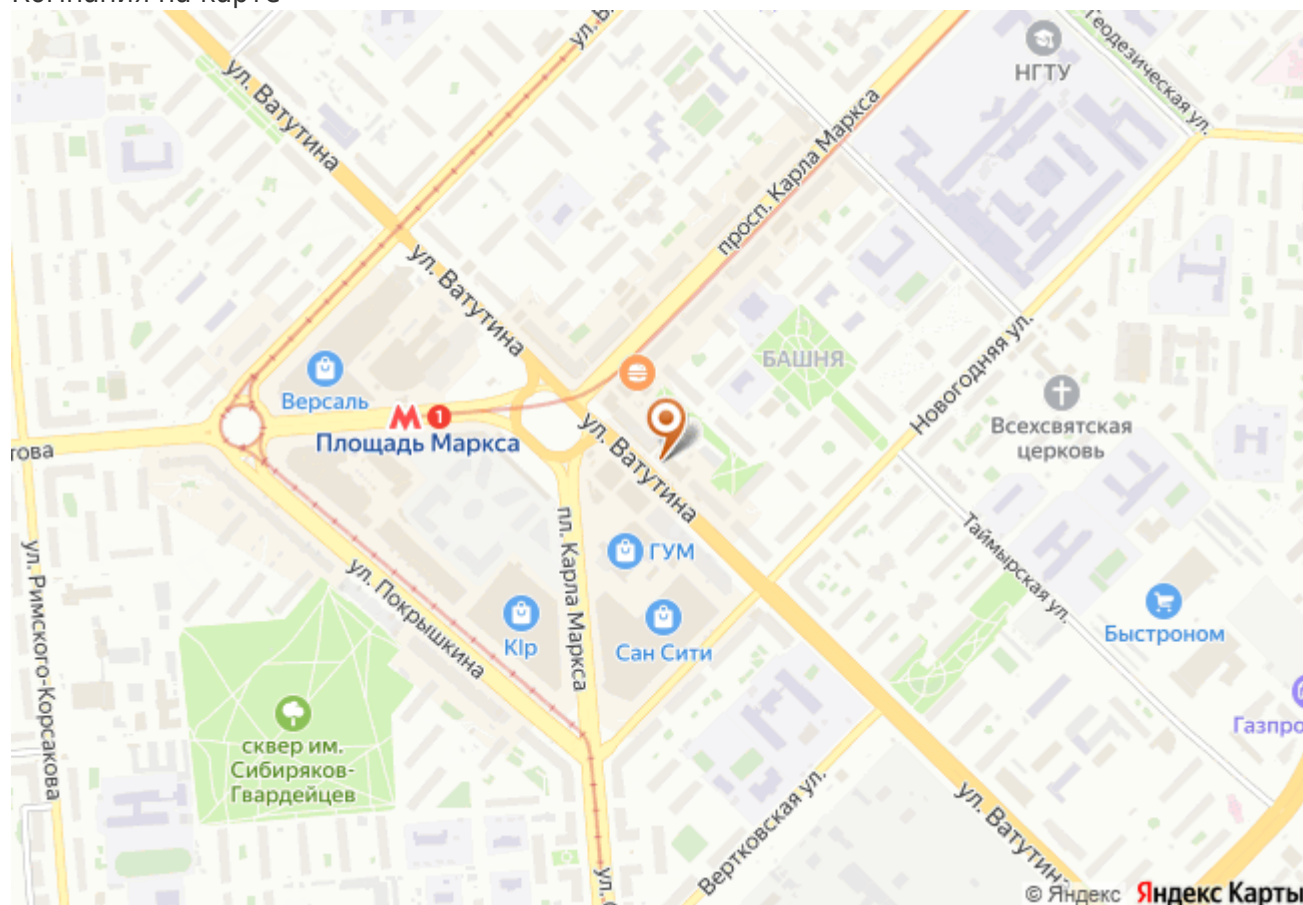 ул. Ватутина
Геодезическая ул.
НГТУ
просп. Карла Маркса
ул. Ватутина
БАШНЯ
Новогодняя ул.
Версаль
М 1
Площадь Маркса
ул. Ватутина
Всехсвятская
церковь
ул. Римского-Корсакова
ул. Покрышкина
пл. Карла Маркса
ГУМ
Таймырская ул.
KIp
Сан Сити
Быстроном
сквер им.
Сибиряков-
Гвардейцев
Вертковская ул.
ул. Ватутина
© Яндекс Яндекс Карты